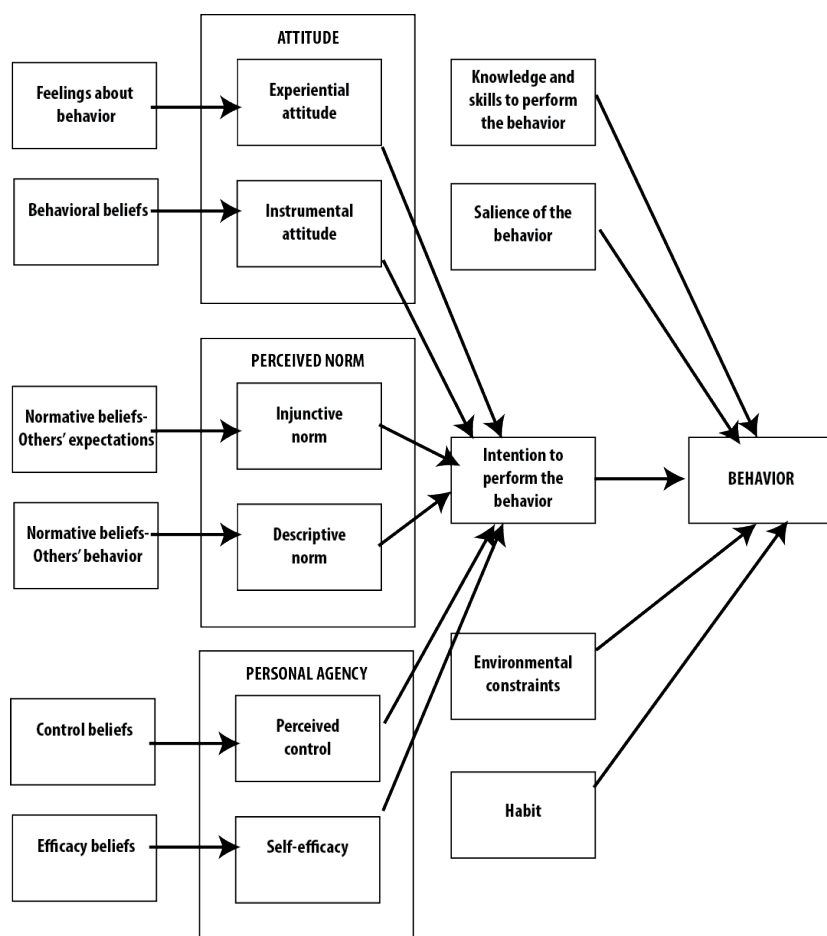 ATTITUDE
Feelings about
behavior
Experiential
attitude
Behavioral beliefs
Instrumental
attitude
PERCEIVED NORM
Normative beliefs-
Others’ expectations
Injunctive
norm
Normative beliefs-
Others’ behavior
Descriptive
norm
PERSONAL AGENCY
Control beliefs
Perceived
control
Efficacy beliefs
Self-efficacy
Knowledge and
skills to perform
the behavior
Salience of the
behavior
Intention to
perform the
behavior
BEHAVIOR
Environmental
constraints
Habit